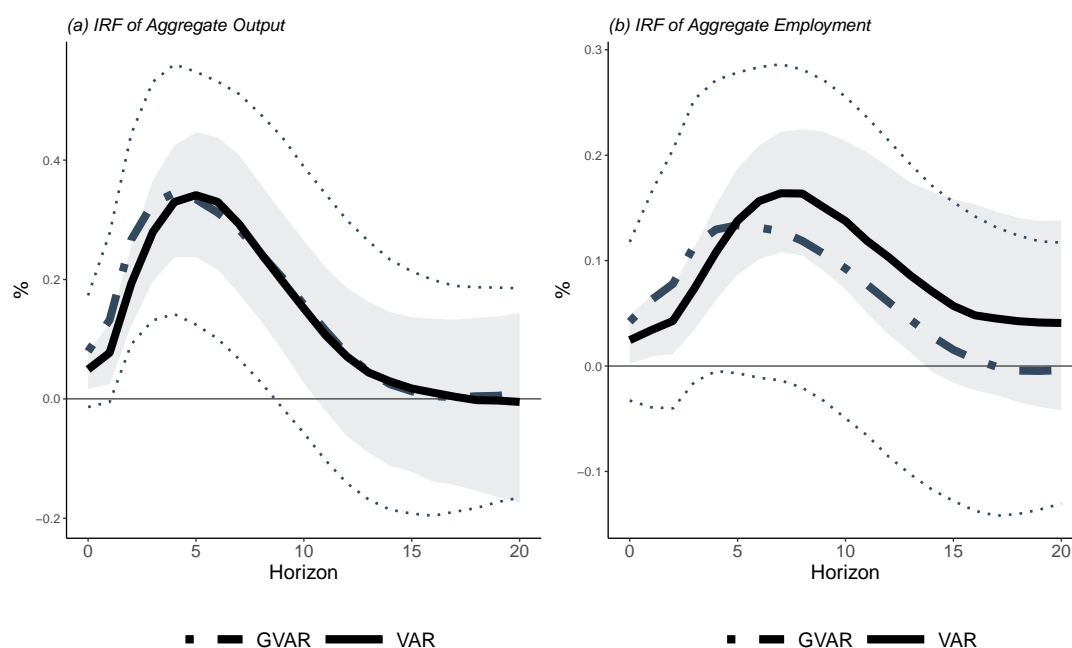 (a) IRF of Aggregate Output
%
0.4
0.2
0.0
−0.2
0 5 10 15 20
Horizon
GVAR VAR
(b) IRF of Aggregate Employment
%
0.3
0.2
0.1
0.0
−0.1
0 5 10 15 20
Horizon
GVAR VAR